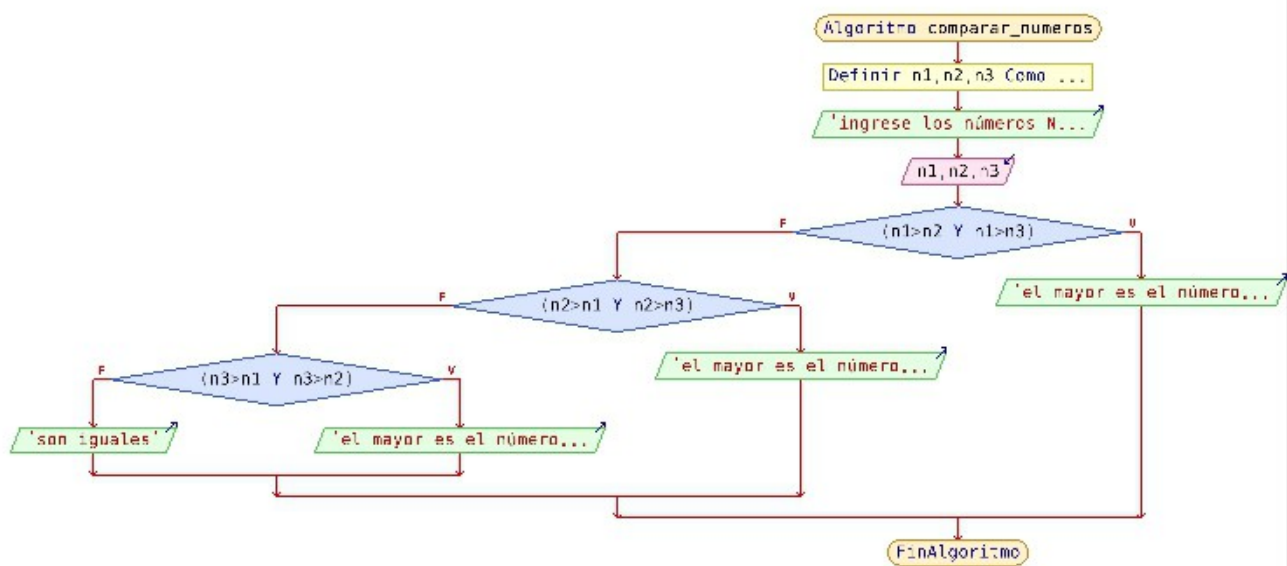 Algoritmo comparar_numeros
Definir n1,n2,n3 Como ...
'ingrese los números N...
n1,n2,n3
F
(n1>n2 Y n1>n3)
V
'el mayor es el número...
F
(n2>n1 Y n2>n3)
V
'el mayor es el número...
F
(n3>n1 Y n3>n2)
V
'son iguales'
'el mayor es el número...
FinAlgoritmo